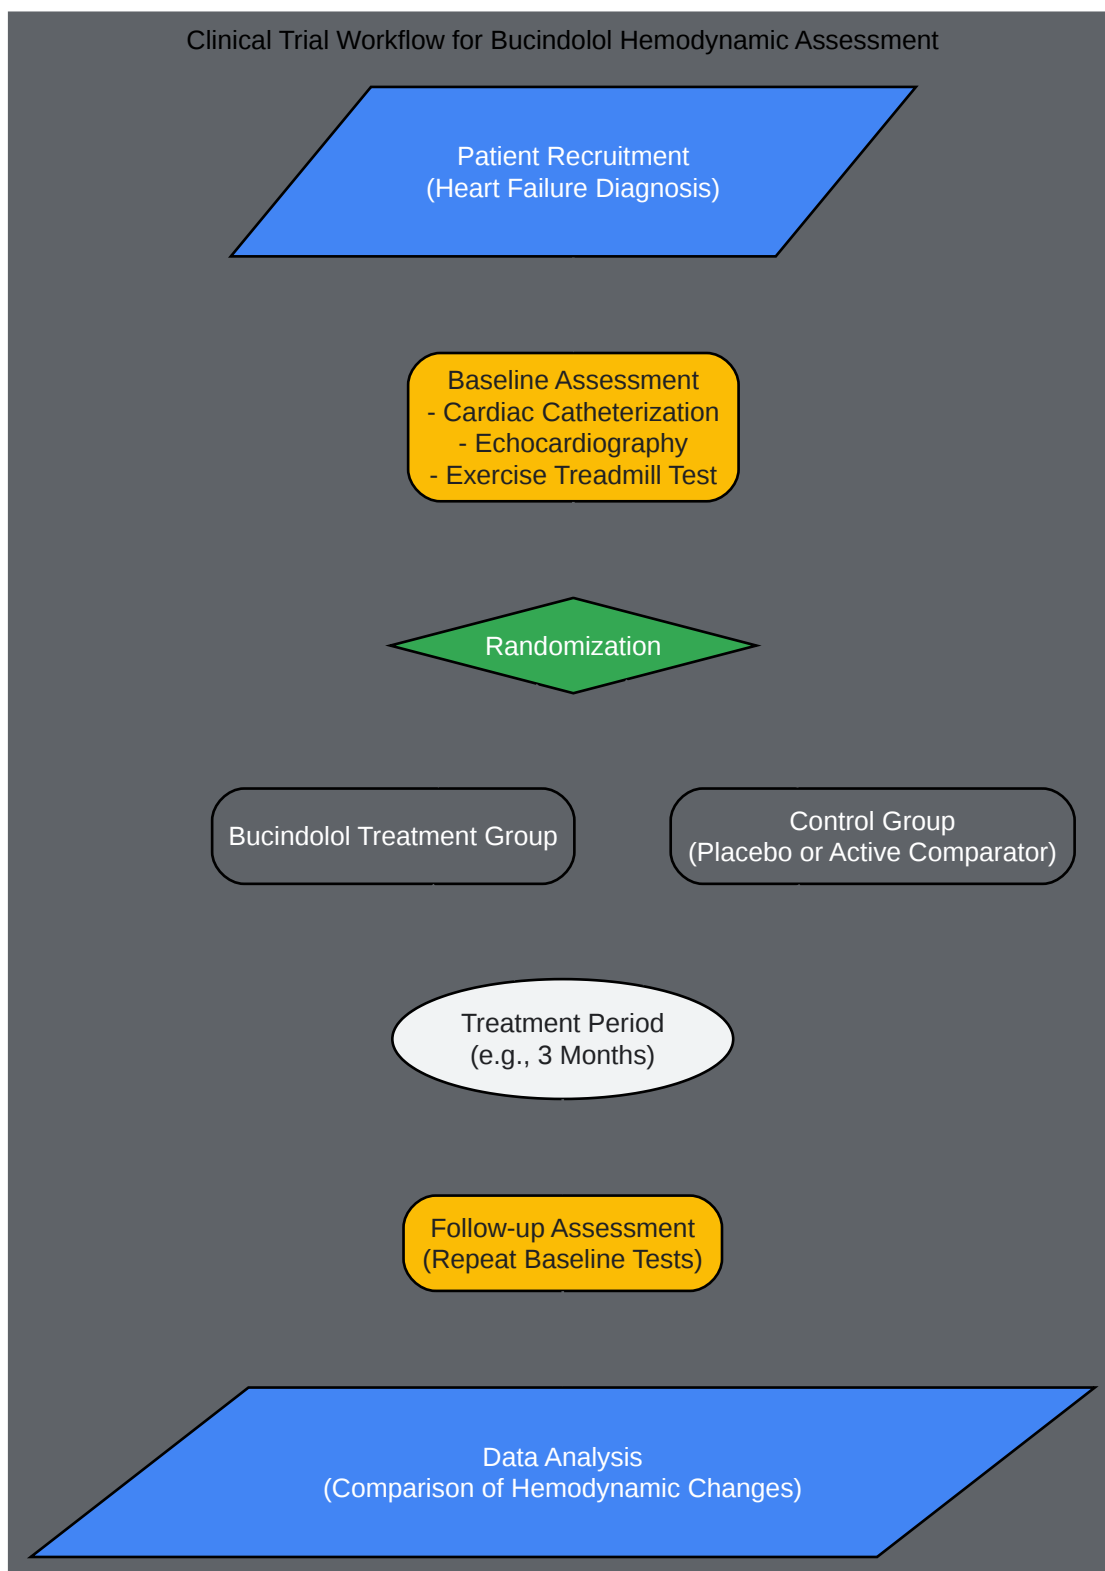 Clinical Trial Workflow for Bucindolol Hemodynamic Assessment
Patient Recruitment
(Heart Failure Diagnosis)
Baseline Assessment
- Cardiac Catheterization
- Echocardiography
- Exercise Treadmill Test
Randomization
Bucindolol Treatment Group
Control Group
(Placebo or Active Comparator)
Treatment Period
(e.g., 3 Months)
Follow-up Assessment
(Repeat Baseline Tests)
Data Analysis
(Comparison of Hemodynamic Changes)